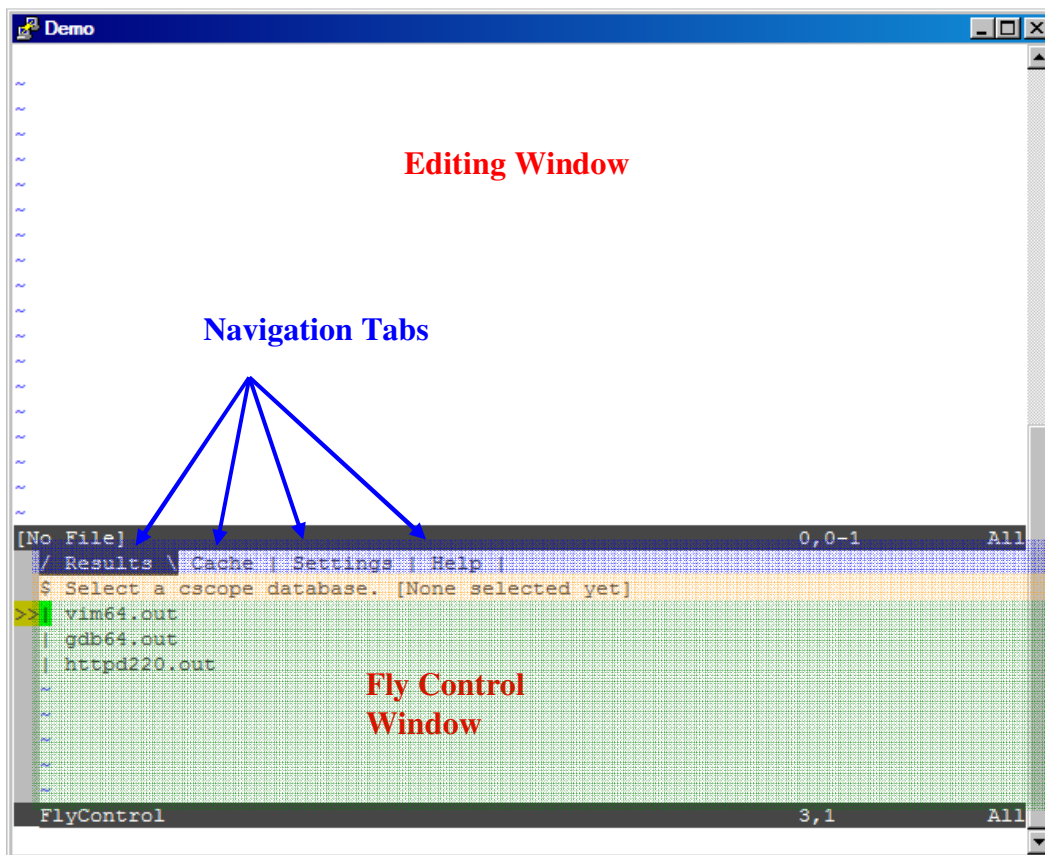 Demo
~
~
~
~
Editing Window
~
~
~
~
~
~
Navigation Tabs
~
~
~
~
~
~
~
~
[No File] 0,0-1 All
/ Results \ Cache | Settings | Help |
$ Select a cscope database. [None selected yet]
>>| vim64.out
| gdb64.out
| httpd220.out
~
Fly Control
~
Window
~
~
~
FlyControl 3,1 All